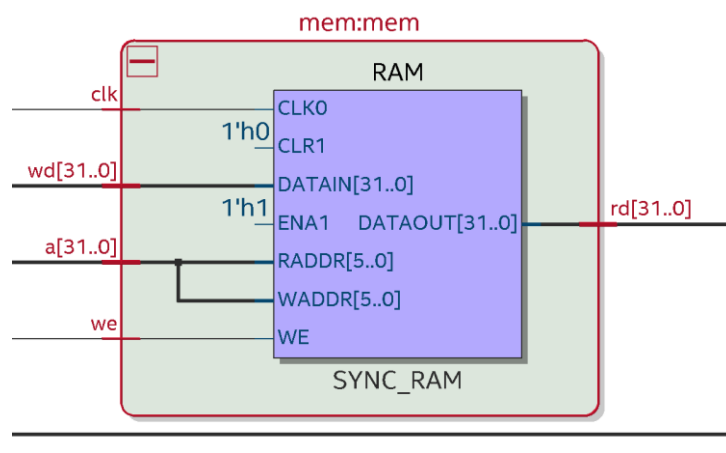 mem:mem
RAM
clk
CLK0
1'h0
CLR1
wd[31..0]
DATAIN[31..0]
1'h1
ENA1
DATAOUT[31..0]
rd[31..0]
a[31..0]
RADDR[5..0]
WADDR[5..0]
we
WE
SYNC_RAM